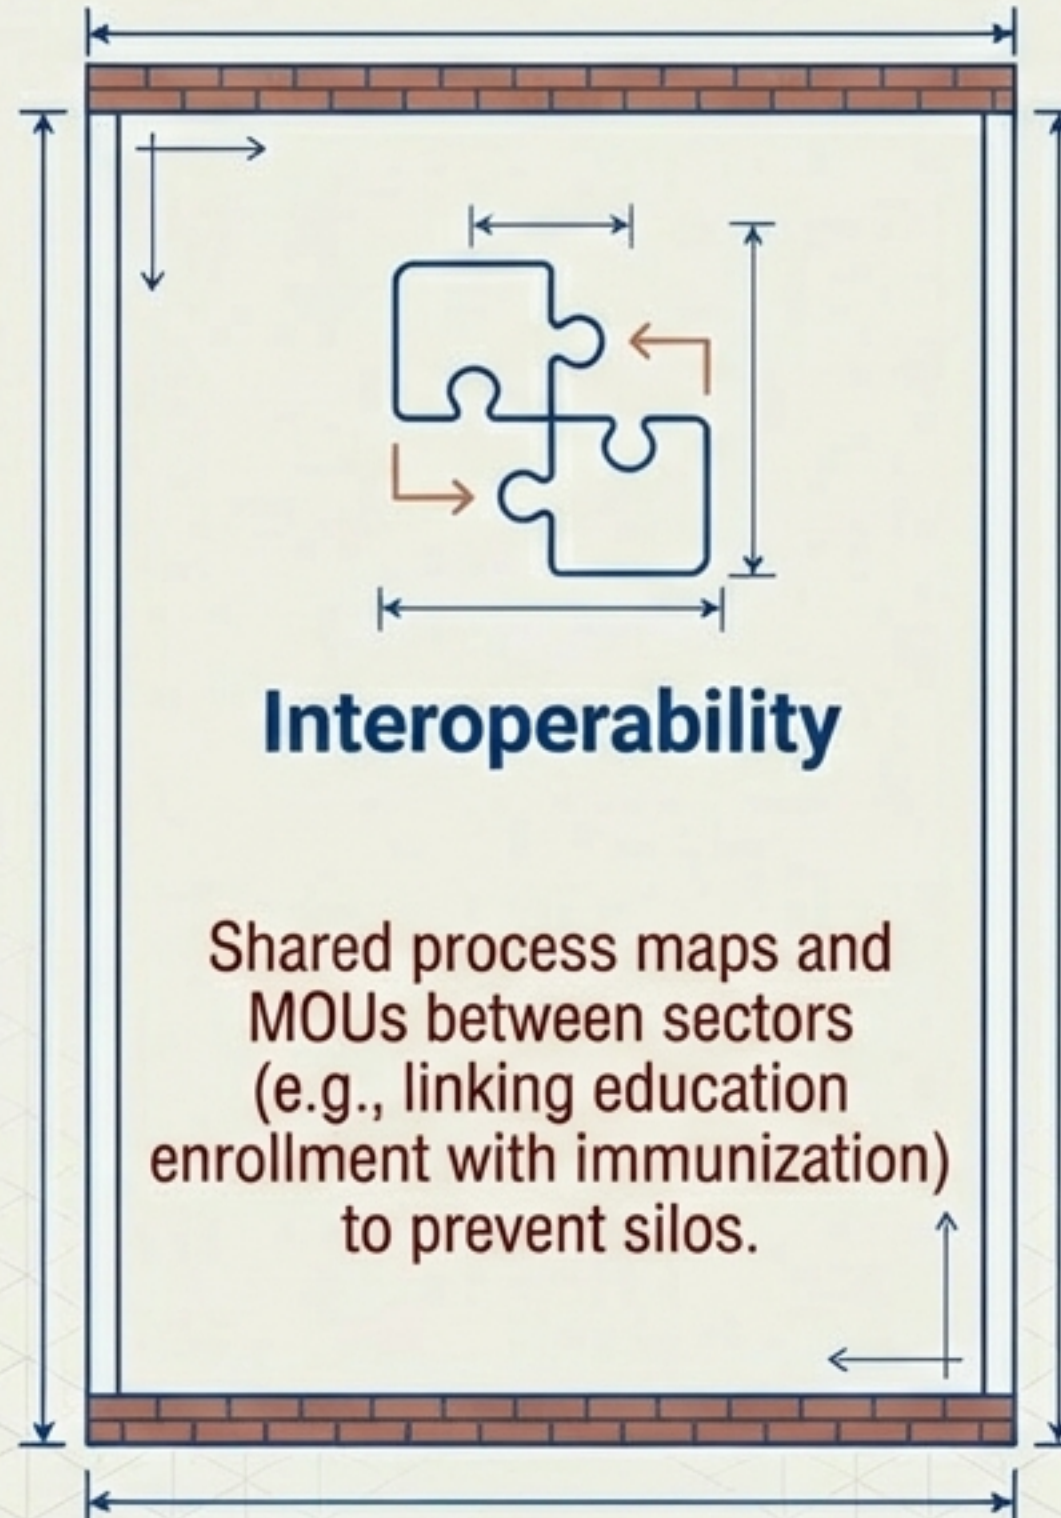 Interoperability
Shared process maps and
MOUs between sectors
(e.g., linking education
enrollment with immunization)
to prevent silos.